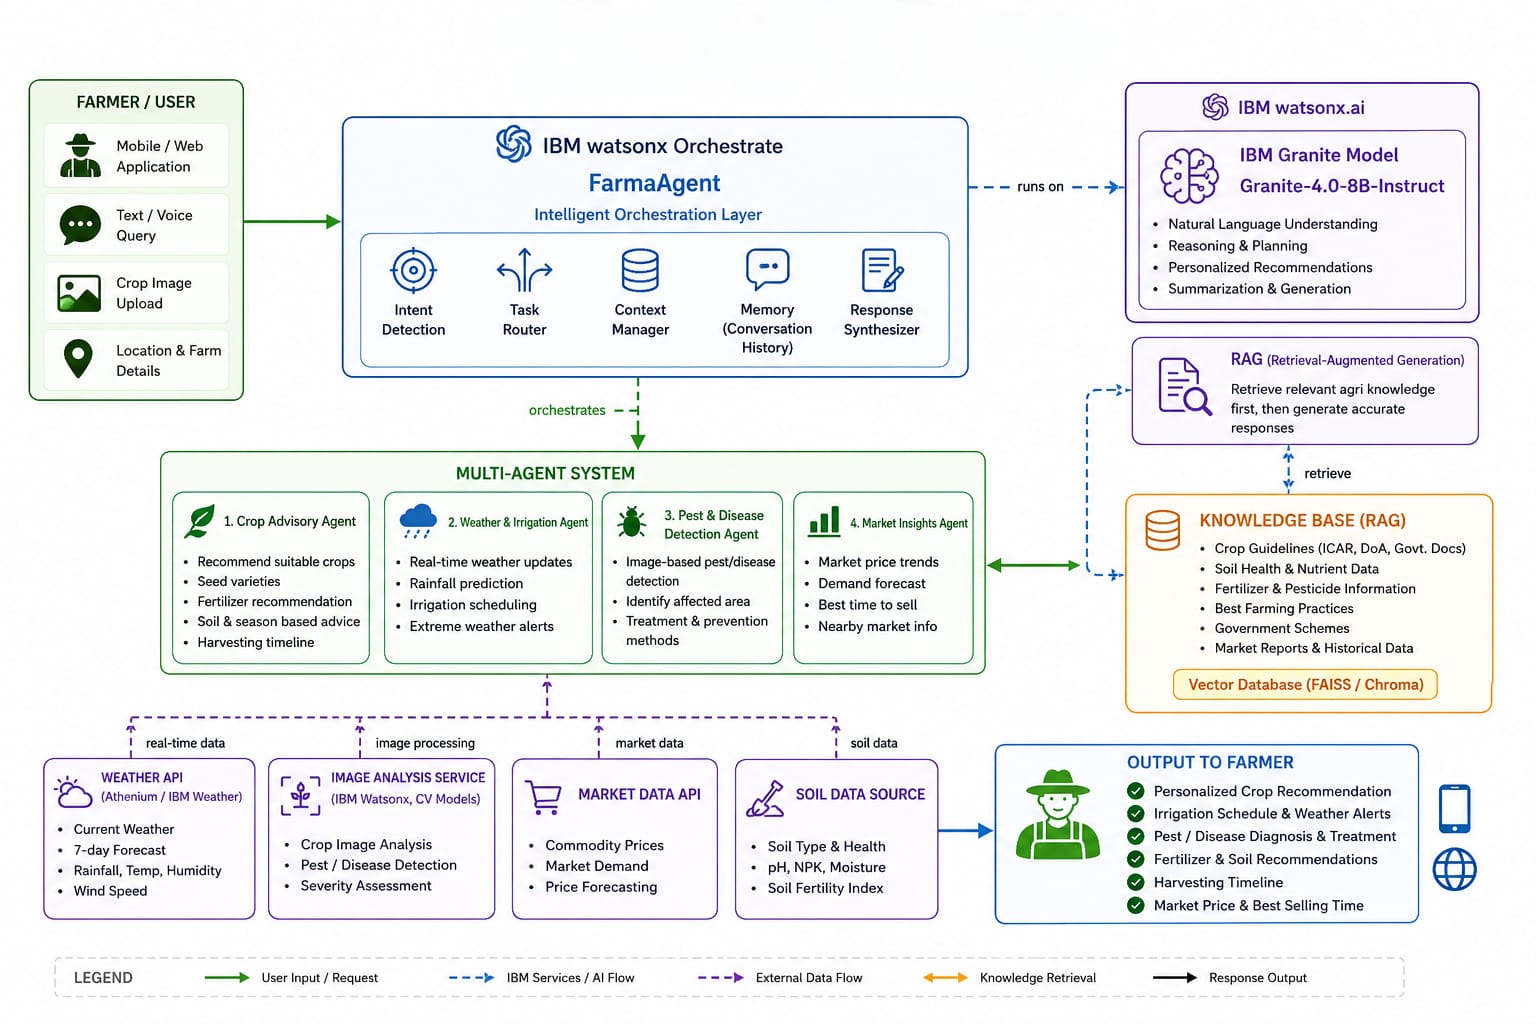 FARMER / USER
Mobile / Web
Application
Text / Voice
Query
Crop Image
Upload
Location & Farm
Details
IBM watsonx Orchestrate
FarmaAgent
Intelligent Orchestration Layer
Intent
Detection
Task
Router
Context
Manager
Memory
(Conversation
History)
Response
Synthesizer
runs on
IBM watsonx.ai
IBM Granite Model
Granite-4.0-8B-Instruct
• Natural Language Understanding
• Reasoning & Planning
• Personalized Recommendations
• Summarization & Generation
RAG (Retrieval-Augmented Generation)
Retrieve relevant agri knowledge
first, then generate accurate
responses
retrieve
orchestrates
MULTI-AGENT SYSTEM
1. Crop Advisory Agent
• Recommend suitable crops
• Seed varieties
• Fertilizer recommendation
• Soil & season based advice
• Harvesting timeline
2. Weather & Irrigation Agent
• Real-time weather updates
• Rainfall prediction
• Irrigation scheduling
• Extreme weather alerts
3. Pest & Disease
Detection Agent
• Image-based pest/disease
detection
• Identify affected area
• Treatment & prevention
methods
4. Market Insights Agent
• Market price trends
• Demand forecast
• Best time to sell
• Nearby market info
KNOWLEDGE BASE (RAG)
• Crop Guidelines (ICAR, DoA, Govt. Docs)
• Soil Health & Nutrient Data
• Fertilizer & Pesticide Information
• Best Farming Practices
• Government Schemes
• Market Reports & Historical Data
Vector Database (FAISS / Chroma)
real-time data
image processing
market data
soil data
WEATHER API
(Athenium / IBM Weather)
• Current Weather
• 7-day Forecast
• Rainfall, Temp, Humidity
• Wind Speed
IMAGE ANALYSIS SERVICE
(IBM Watsonx, CV Models)
• Crop Image Analysis
• Pest / Disease Detection
• Severity Assessment
MARKET DATA API
• Commodity Prices
• Market Demand
• Price Forecasting
SOIL DATA SOURCE
• Soil Type & Health
• pH, NPK, Moisture
• Soil Fertility Index
OUTPUT TO FARMER
Personalized Crop Recommendation
Irrigation Schedule & Weather Alerts
Pest / Disease Diagnosis & Treatment
Fertilizer & Soil Recommendations
Harvesting Timeline
Market Price & Best Selling Time
LEGEND
User Input / Request
IBM Services / AI Flow
External Data Flow
Knowledge Retrieval
Response Output